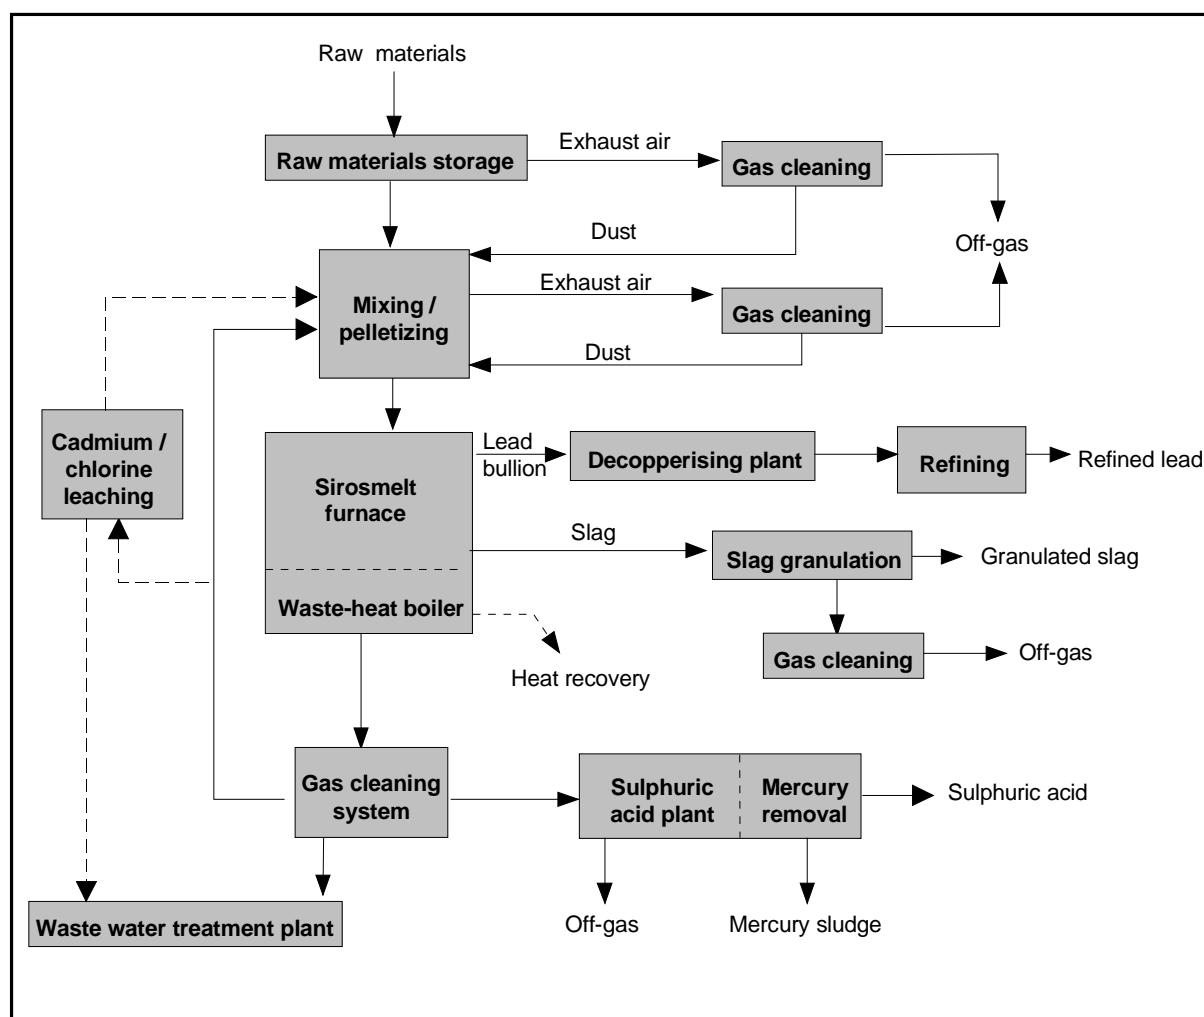 Raw materials
Raw materials storage
Exhaust air
Gas cleaning
Dust
Off-gas
Mixing /
pelletizing
Exhaust air
Gas cleaning
Dust
Cadmium /
chlorine
leaching
Sirosmelt
furnace
Lead
bullion
Decopperising plant
Refining
Refined lead
Slag
Slag granulation
Granulated slag
Waste-heat boiler
Heat recovery
Gas cleaning
Off-gas
Gas cleaning
system
Sulphuric
acid plant
Mercury
removal
Sulphuric acid
Waste water treatment plant
Off-gas
Mercury sludge